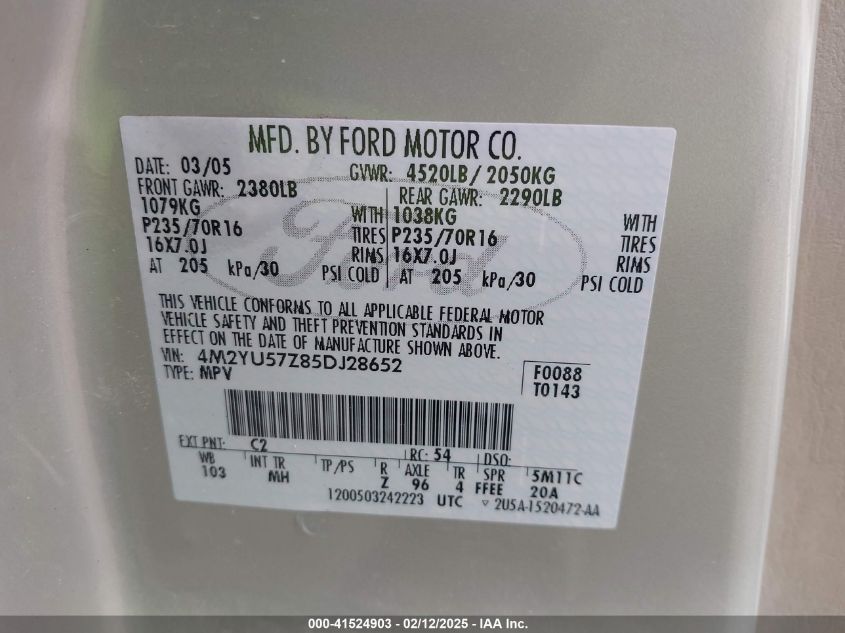 MFD. BY FORD MOTOR CO.
DATE: 03/05 GVWR: 4520LB/ 2050KG
FRONT GAWR: 2380LB REAR GAWR: 2290LB
1079KG WITH 1038KG WITH
P235/70R16 TIRES P235/70R16 TIRES
16X7.0J RIMS 16X7.0J RIMS
AT 205 kPa/30 PSI COLD AT 205 kPa/30 PSI COLD
Ford
THIS VEHICLE CONFORMS TO ALL APPLICABLE FEDERAL MOTOR
VEHICLE SAFETY AND THEFT PREVENTION STANDARDS IN
EFFECT ON THE DATE OF MANUFACTURE SHOWN ABOVE.
VIN: 4M2YU57Z85DJ28652 F0088
TYPE: MPV T0143
EXT PNT: C2 RC: 54 DSO:
WB INT TR TP/PS R AXLE TR SPR 5M11C
103 MH Z 96 4 FFEE 20A
1200503242223 UTC ▽ 2U5A-1520472-AA
000-41524903 - 02/12/2025 - IAA Inc.